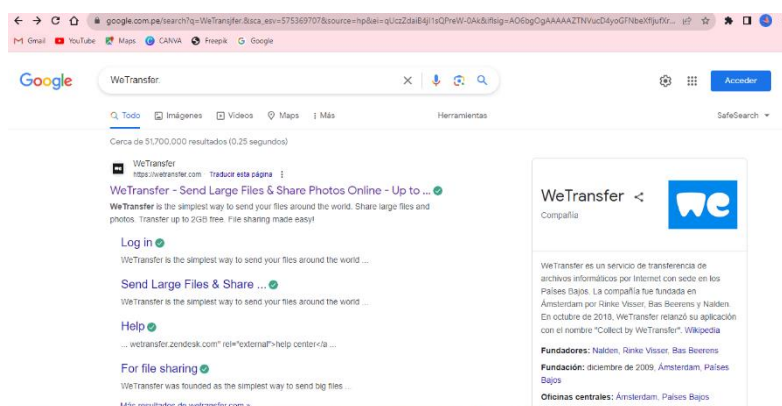 google.com.pe/search?q=WeTransjfer.&sca_esv=575369707&source=hp&ei=
Gmail YouTube Maps CANVA Freepik Google
Google
WeTransfer.
Acceder
Todo Imágenes Videos Maps Más Herramientas SafeSearch
Cerca de 51,700,000 resultados (0.25 segundos)
WeTransfer
https://wetransfer.com Traducir esta página
WeTransfer - Send Large Files & Share Photos Online - Up to ...
WeTransfer is the simplest way to send your files around the world. Share large files and
photos. Transfer up to 2GB free. File sharing made easy!
Log in
WeTransfer is the simplest way to send your files around the world ...
Send Large Files & Share ...
WeTransfer is the simplest way to send your files around the world ...
Help
... wetransfer.zendesk.com" rel="external">help center</a ...
For file sharing
WeTransfer was founded as the simplest way to send big files ...
Más resultados de wetransfer.com »
WeTransfer
Compañía
we
WeTransfer es un servicio de transferencia de
archivos informáticos por Internet con sede en los
Países Bajos. La compañía fue fundada en
Ámsterdam por Rinke Visser, Bas Beerens y Nalden.
En octubre de 2018, WeTransfer relanzó su aplicación
con el nombre "Collect by WeTransfer". Wikipedia
Fundadores: Nalden, Rinke Visser, Bas Beerens
Fundación: diciembre de 2009, Ámsterdam, Países
Bajos
Oficinas centrales: Ámsterdam, Países Bajos